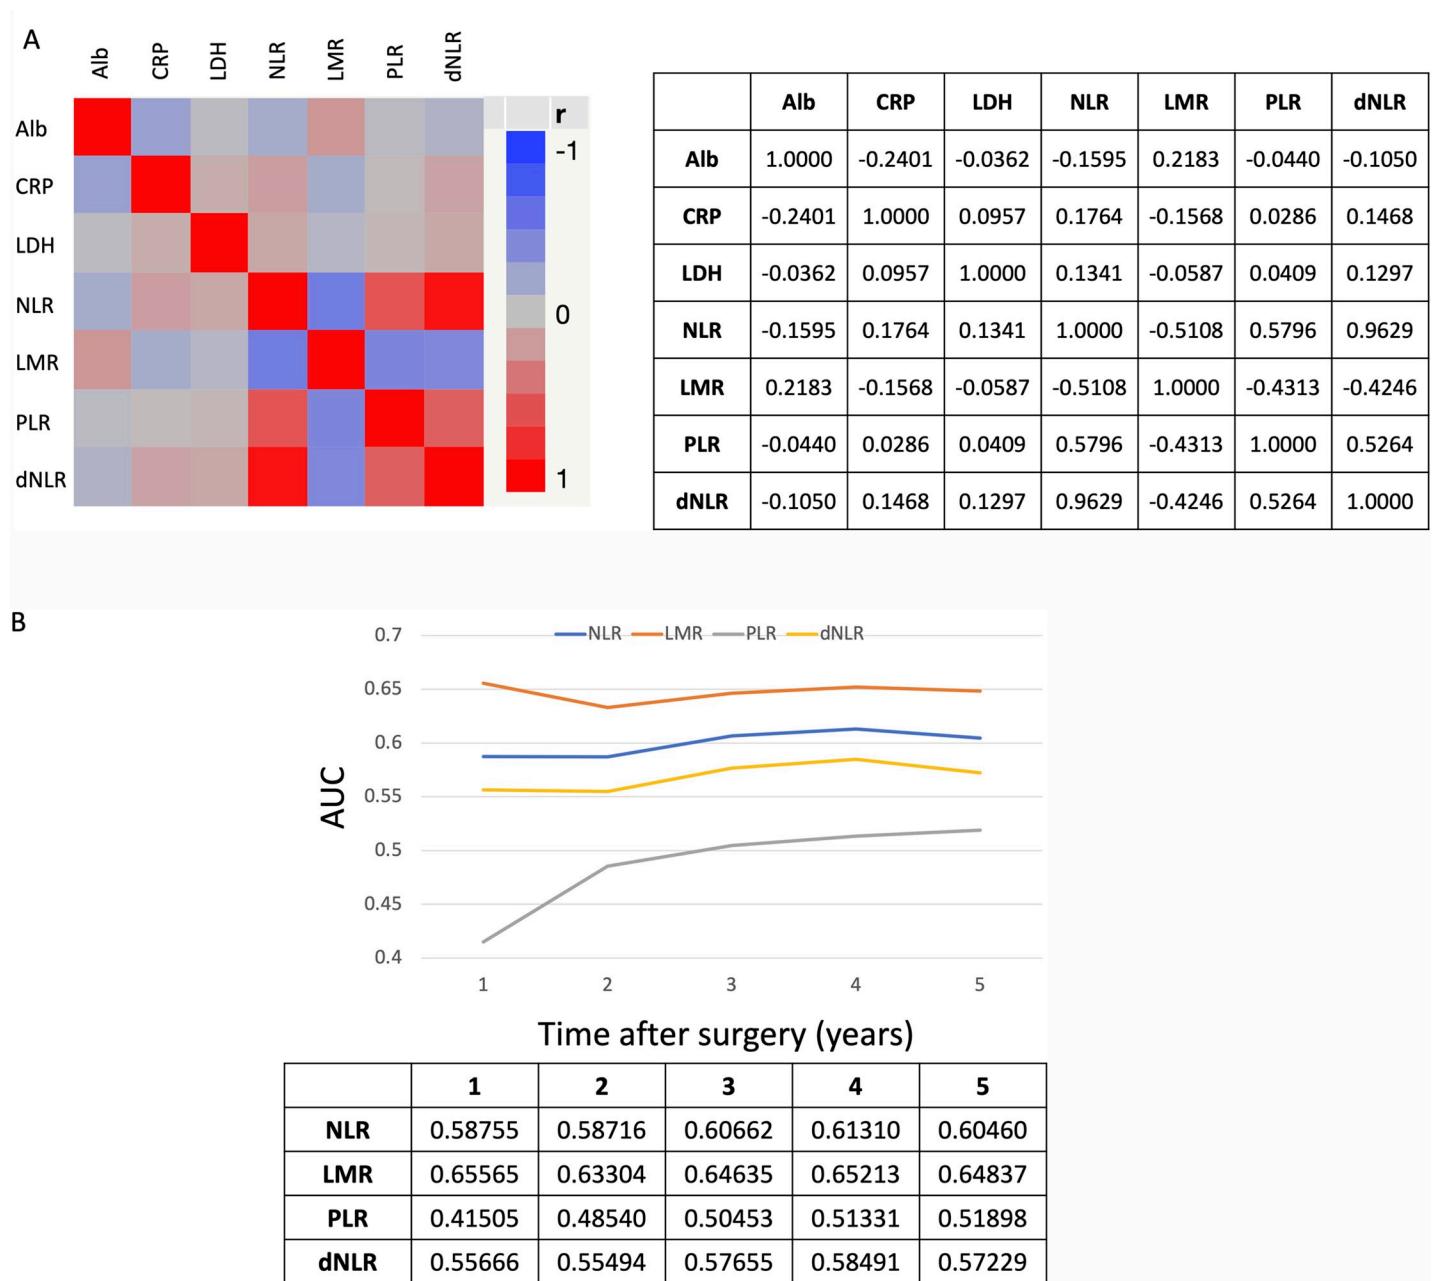 A
Alb CRP LDH NLR LMR PLR dNLR
Alb
CRP
LDH
NLR
LMR
PLR
dNLR
r
-1
0
1
Alb CRP LDH NLR LMR PLR dNLR
Alb 1.0000 -0.2401 -0.0362 -0.1595 0.2183 -0.0440 -0.1050
CRP -0.2401 1.0000 0.0957 0.1764 -0.1568 0.0286 0.1468
LDH -0.0362 0.0957 1.0000 0.1341 -0.0587 0.0409 0.1297
NLR -0.1595 0.1764 0.1341 1.0000 -0.5108 0.5796 0.9629
LMR 0.2183 -0.1568 -0.0587 -0.5108 1.0000 -0.4313 -0.4246
PLR -0.0440 0.0286 0.0409 0.5796 -0.4313 1.0000 0.5264
dNLR -0.1050 0.1468 0.1297 0.9629 -0.4246 0.5264 1.0000
B
NLR LMR PLR dNLR
0.7
0.65
0.6
0.55
0.5
0.45
0.4
AUC
1 2 3 4 5
Time after surgery (years)
1 2 3 4 5
NLR 0.58755 0.58716 0.60662 0.61310 0.60460
LMR 0.65565 0.63304 0.64635 0.65213 0.64837
PLR 0.41505 0.48540 0.50453 0.51331 0.51898
dNLR 0.55666 0.55494 0.57655 0.58491 0.57229